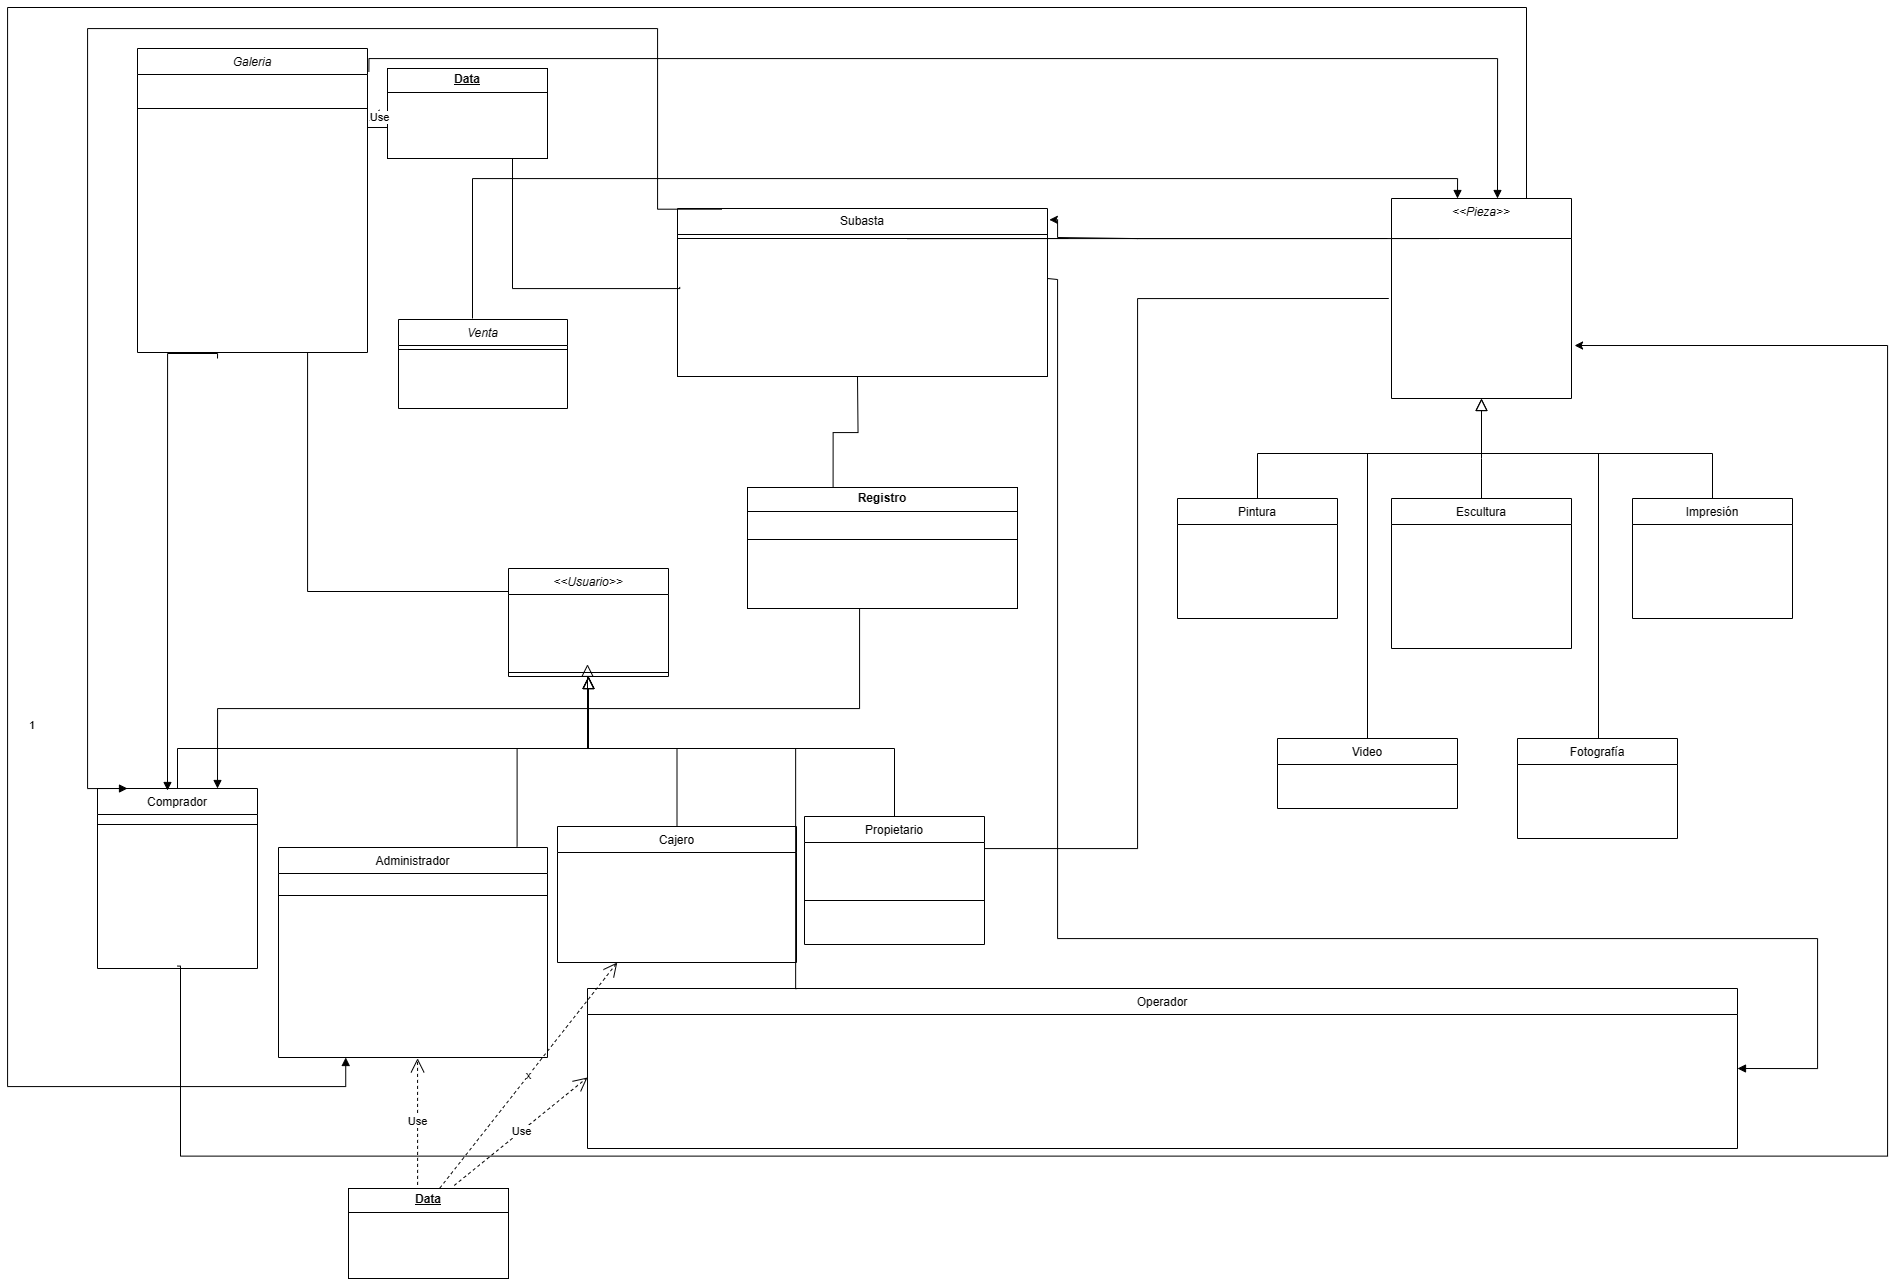 Galeria
Data
Use
Subasta
<<Pieza>>
Venta
Registro
Pintura
Escultura
Impresión
<<Usuario>>
1
Video
Fotografía
Comprador
Cajero
Propietario
Administrador
Operador
x
Use
Use
Data